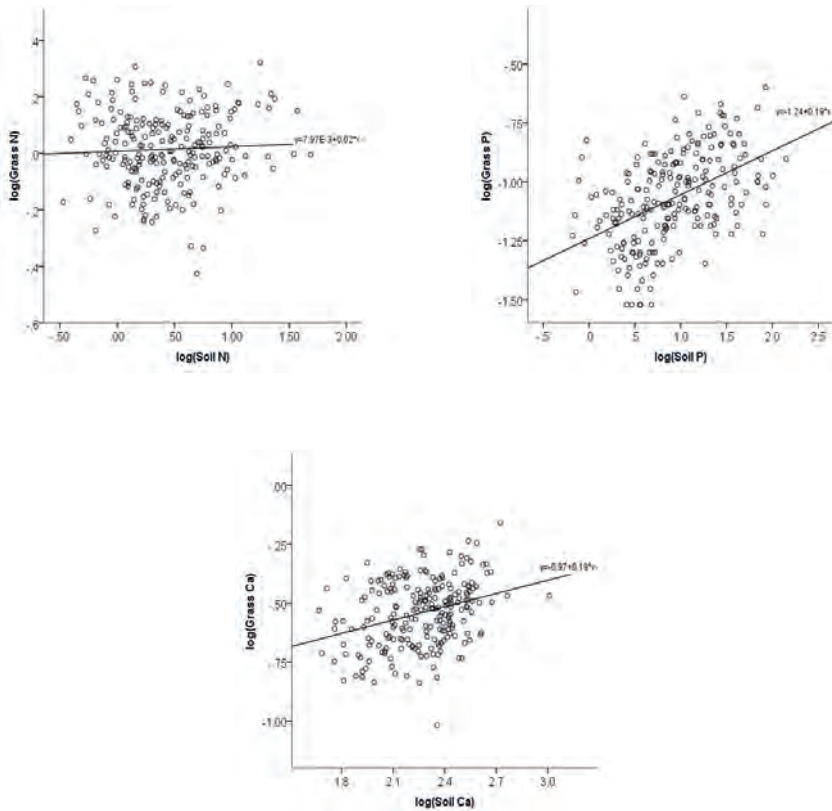 .4
.2
.0
-.2
-.4
-.6
log(Grass N)
-.50 .00 .50 1.00 1.50 2.00
log(Soil N)
y=7.97E-3+0.02*x
-.50
-.75
-1.00
-1.25
-1.50
log(Grass P)
-.5 .0 .5 1.0 1.5 2.0 2.5
log(Soil P)
y=-1.24+0.19*x
.00
-.25
-.50
-.75
-1.00
log(Grass Ca)
1.8 2.1 2.4 2.7 3.0
log(Soil Ca)
y=-0.97+0.19*x